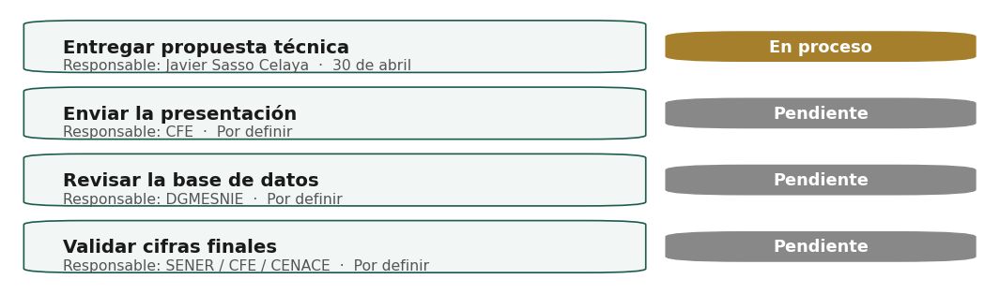 Entregar propuesta técnica
Responsable: Javier Sasso Celaya · 30 de abril
En proceso
Enviar la presentación
Responsable: CFE · Por definir
Pendiente
Revisar la base de datos
Responsable: DGMESNIE · Por definir
Pendiente
Validar cifras finales
Responsable: SENER / CFE / CENACE · Por definir
Pendiente